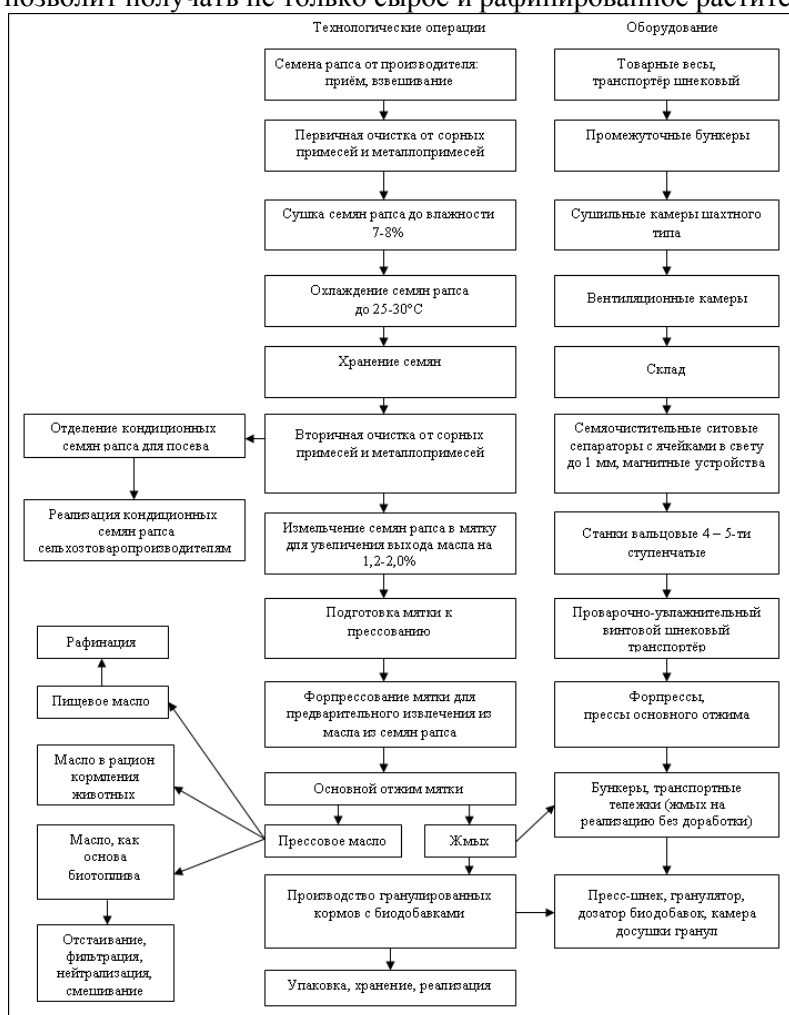 позволит получать не только сырое и рафинированное растите
Технологические операции
Оборудование
Семена рапса от производителя:
приём, взвешивание
Товарные весы,
транспортёр шнековый
Первичная очистка от сорных
примесей и металлопримесей
Промежуточные бункеры
Сушка семян рапса до влажности
7-8%
Сушильные камеры шахтного
типа
Охлаждение семян рапса
до 25-30°С
Вентиляционные камеры
Хранение семян
Склад
Отделение кондиционных
семян рапса для посева
Вторичная очистка от сорных
примесей и металлопримесей
Семяочистительные ситовые
сепараторы с ячейками в свету
до 1 мм, магнитные устройства
Реализация кондиционных
семян рапса
сельхозтоваропроизводителям
Измельчение семян рапса в мятку
для увеличения выхода масла на
1,2-2,0%
Станки вальцовые 4 – 5-ти
ступенчатые
Подготовка мятки к
прессованию
Проварочно-увлажнительный
винтовой шнековый
транспортёр
Рафинация
Пищевое масло
Форпрессование мятки для
предварительного извлечения из
масла из семян рапса
Форпрессы,
прессы основного отжима
Масло в рацион
кормления
животных
Основной отжим мятки
Бункеры, транспортные
тележки (жмых на
реализацию без доработки)
Масло, как
основа
биотоплива
Прессовое масло
Жмых
Производство гранулированных
кормов с биодобавками
Пресс-шнек, гранулятор,
дозатор биодобавок, камера
досушки гранул
Отстаивание,
фильтрация,
нейтрализация,
смешивание
Упаковка, хранение, реализация